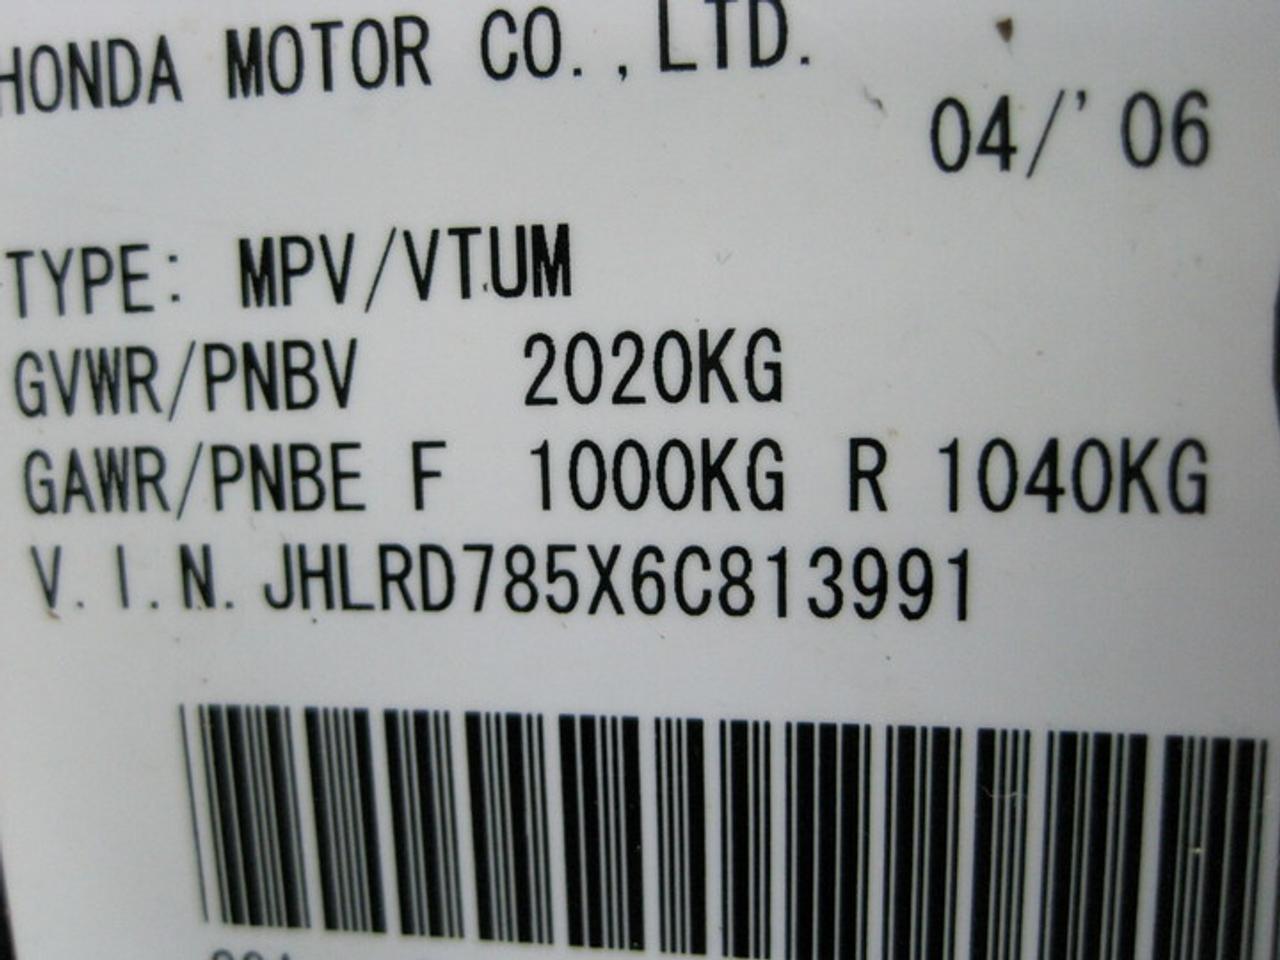 HONDA MOTOR CO.,LTD.
04/'06
TYPE: MPV/VTUM
GVWR/PNBV 2020KG
GAWR/PNBE F 1000KG R 1040KG
V.I.N. JHLRD785X6C813991